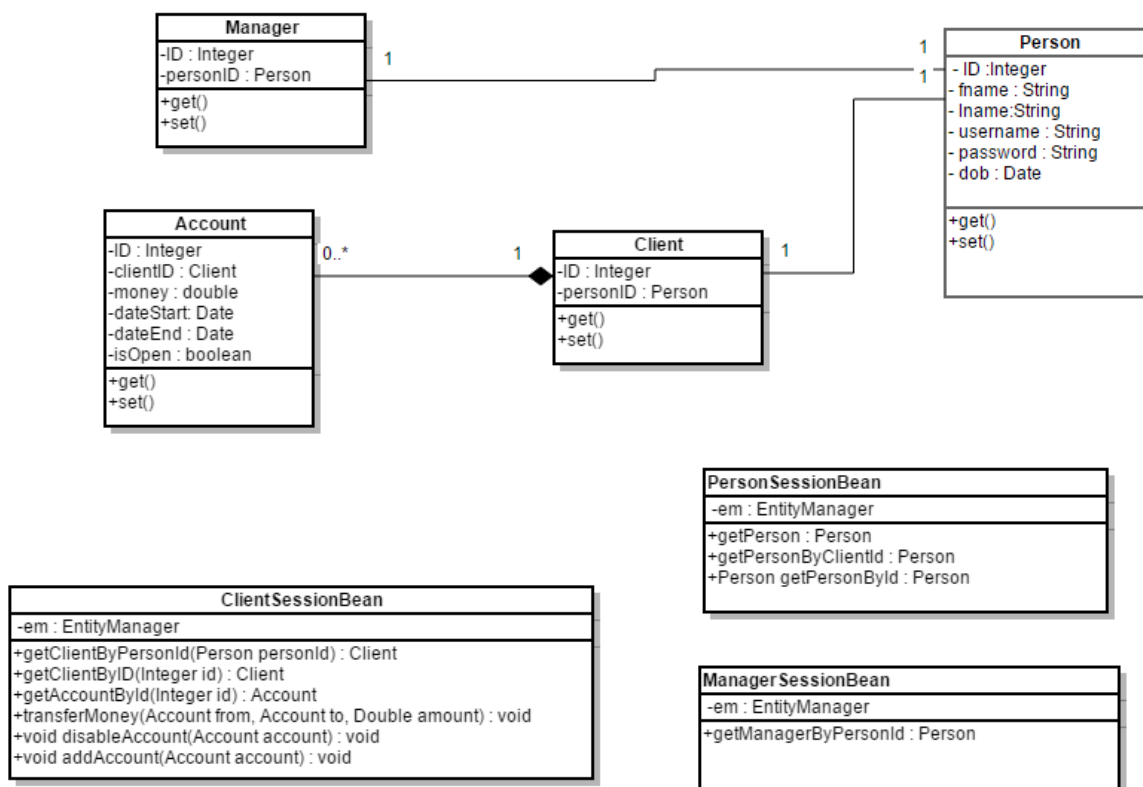 Manager
-ID : Integer
-personID : Person
+get()
+set()
1
1
1
Person
- ID :Integer
- fname : String
- lname:String
- username : String
- password : String
- dob : Date
+get()
+set()
Account
-ID : Integer
-clientID : Client
-money : double
-dateStart: Date
-dateEnd : Date
-isOpen : boolean
+get()
+set()
0..*
1
Client
-ID : Integer
-personID : Person
+get()
+set()
1
PersonSessionBean
-em : EntityManager
+getPerson : Person
+getPersonByClientId : Person
+Person getPersonById : Person
ClientSessionBean
-em : EntityManager
+getClientByPersonId(Person personId) : Client
+getClientByID(Integer id) : Client
+getAccountById(Integer id) : Account
+transferMoney(Account from, Account to, Double amount) : void
+void disableAccount(Account account) : void
+void addAccount(Account account) : void
ManagerSessionBean
-em : EntityManager
+getManagerByPersonId : Person